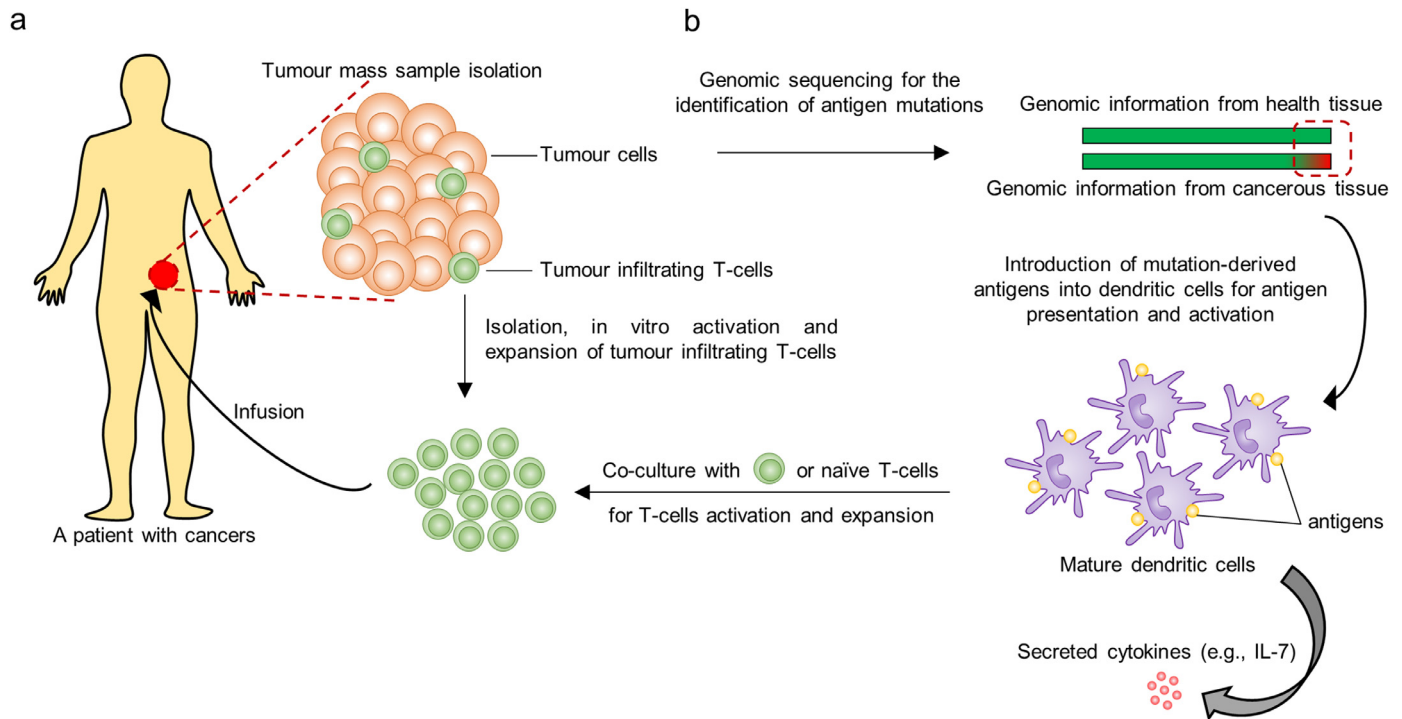 a
Tumour mass sample isolation
Tumour cells
Tumour infiltrating T-cells
Isolation, in vitro activation and
expansion of tumour infiltrating T-cells
Infusion
A patient with cancers
b
Genomic sequencing for the
identification of antigen mutations
Genomic information from health tissue
Genomic information from cancerous tissue
Introduction of mutation-derived
antigens into dendritic cells for antigen
presentation and activation
antigens
Mature dendritic cells
Co-culture with or naïve T-cells
for T-cells activation and expansion
Secreted cytokines (e.g., IL-7)